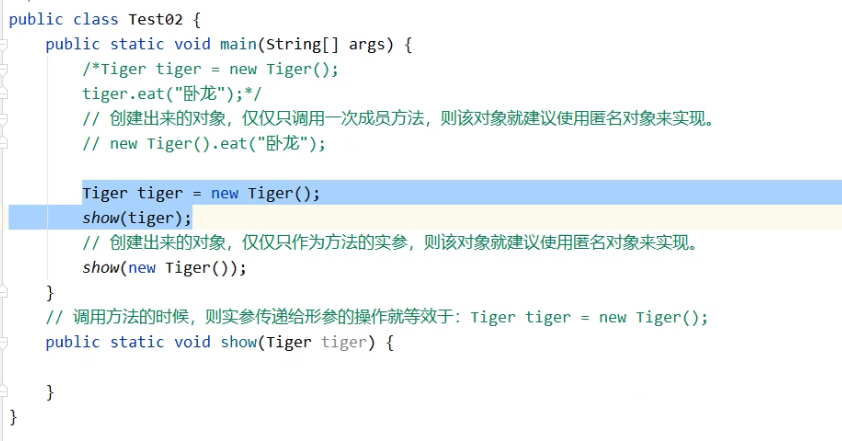 public class Test02 {
public static void main(String[] args) {
/*Tiger tiger = new Tiger();
tiger.eat("卧龙");*/
// 创建出来的对象，仅仅只调用一次成员方法，则该对象就建议使用匿名对象来实现。
// new Tiger().eat("卧龙");
Tiger tiger = new Tiger();
show(tiger);
// 创建出来的对象，仅仅只作为方法的实参，则该对象就建议使用匿名对象来实现。
show(new Tiger());
}
// 调用方法的时候，则实参传递给形参的操作就等效于：Tiger tiger = new Tiger();
public static void show(Tiger tiger) {
}
}